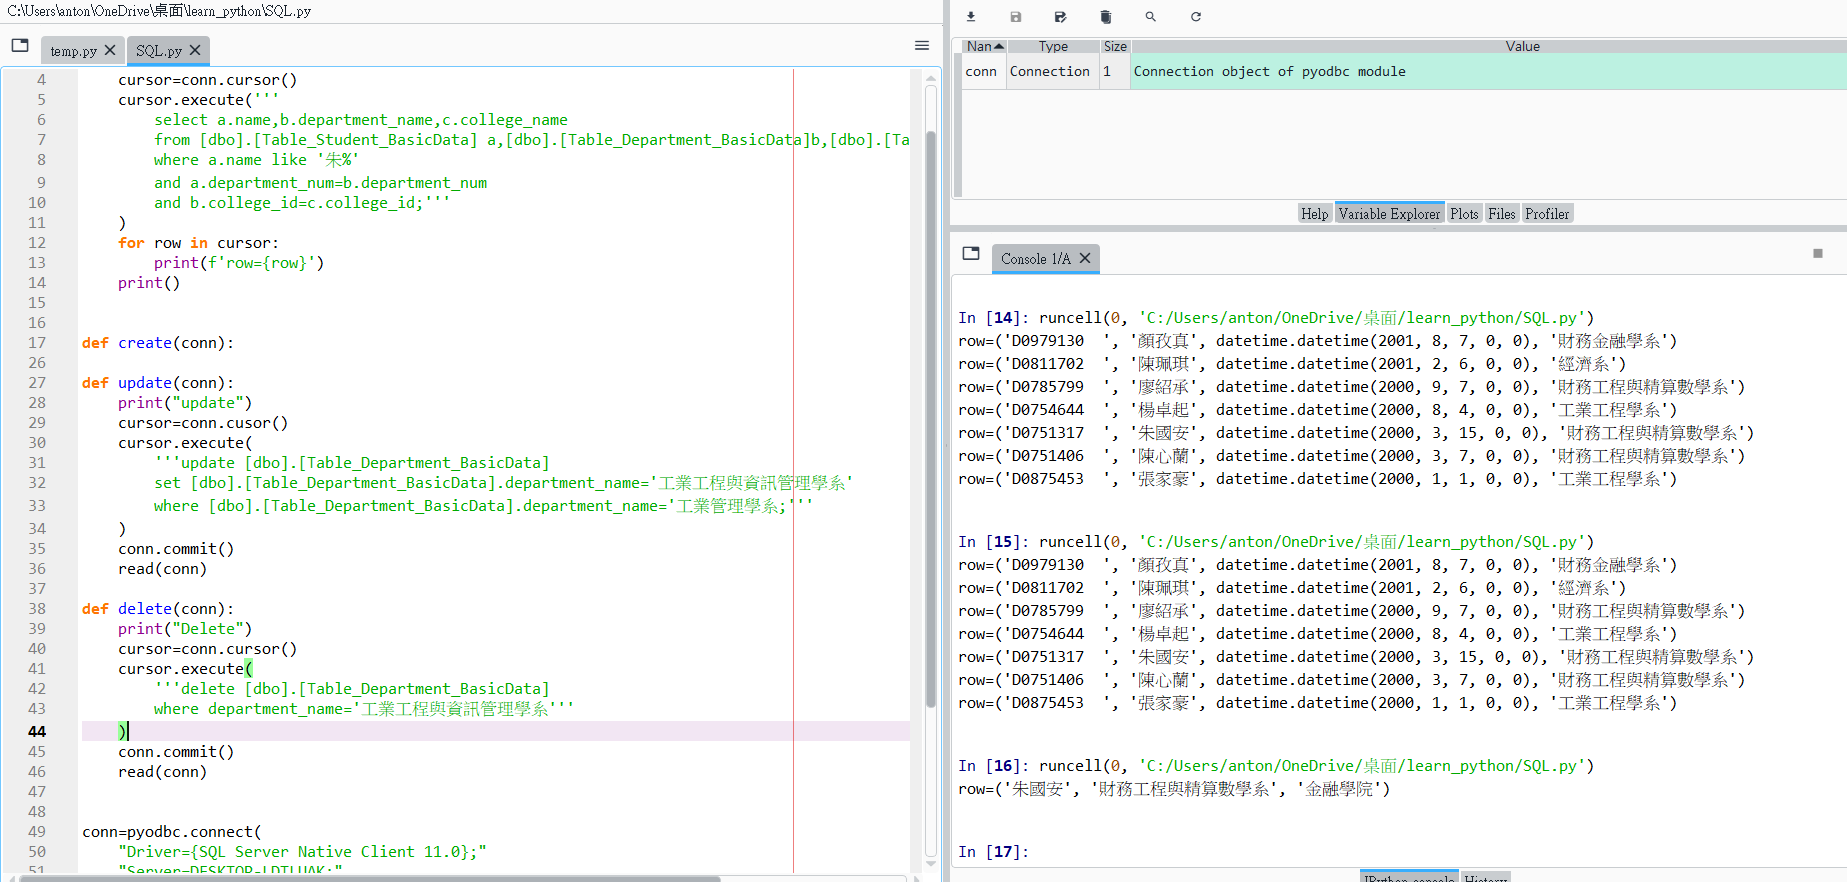 C:\Users\anton\OneDrive\桌面\learn_python\SQL.py
temp.py
SQL.py
4 cursor=conn.cursor()
5 cursor.execute('''
6 select a.name,b.department_name,c.college_name
7 from [dbo].[Table_Student_BasicData] a,[dbo].[Table_Department_BasicData]b,[dbo].[Ta
8 where a.name like '朱%'
9 and a.department_num=b.department_num
10 and b.college_id=c.college_id;'''
11 )
12 for row in cursor:
13 print(f'row={row}')
14 print()
15
16
17 def create(conn):
26
27 def update(conn):
28 print("update")
29 cursor=conn.cusor()
30 cursor.execute(
31 '''update [dbo].[Table_Department_BasicData]
32 set [dbo].[Table_Department_BasicData].department_name='工業工程與資訊管理學系'
33 where [dbo].[Table_Department_BasicData].department_name='工業管理學系;'''
34 )
35 conn.commit()
36 read(conn)
37
38 def delete(conn):
39 print("Delete")
40 cursor=conn.cursor()
41 cursor.execute(
42 '''delete [dbo].[Table_Department_BasicData]
43 where department_name='工業工程與資訊管理學系'''
44 )
45 conn.commit()
46 read(conn)
47
48
49 conn=pyodbc.connect(
50 "Driver={SQL Server Native Client 11.0};"
51 "Server=DESKTOP-LDTLUAK;"
Nan Type Size Value
conn Connection 1 Connection object of pyodbc module
Help Variable Explorer Plots Files Profiler
Console 1/A
In [14]: runcell(0, 'C:/Users/anton/OneDrive/桌面/learn_python/SQL.py')
row=('D0979130  ', '顏孜真', datetime.datetime(2001, 8, 7, 0, 0), '財務金融學系')
row=('D0811702  ', '陳珮琪', datetime.datetime(2001, 2, 6, 0, 0), '經濟系')
row=('D0785799  ', '廖紹承', datetime.datetime(2000, 9, 7, 0, 0), '財務工程與精算數學系')
row=('D0754644  ', '楊卓起', datetime.datetime(2000, 8, 4, 0, 0), '工業工程學系')
row=('D0751317  ', '朱國安', datetime.datetime(2000, 3, 15, 0, 0), '財務工程與精算數學系')
row=('D0751406  ', '陳心蘭', datetime.datetime(2000, 3, 7, 0, 0), '財務工程與精算數學系')
row=('D0875453  ', '張家豪', datetime.datetime(2000, 1, 1, 0, 0), '工業工程學系')
In [15]: runcell(0, 'C:/Users/anton/OneDrive/桌面/learn_python/SQL.py')
row=('D0979130  ', '顏孜真', datetime.datetime(2001, 8, 7, 0, 0), '財務金融學系')
row=('D0811702  ', '陳珮琪', datetime.datetime(2001, 2, 6, 0, 0), '經濟系')
row=('D0785799  ', '廖紹承', datetime.datetime(2000, 9, 7, 0, 0), '財務工程與精算數學系')
row=('D0754644  ', '楊卓起', datetime.datetime(2000, 8, 4, 0, 0), '工業工程學系')
row=('D0751317  ', '朱國安', datetime.datetime(2000, 3, 15, 0, 0), '財務工程與精算數學系')
row=('D0751406  ', '陳心蘭', datetime.datetime(2000, 3, 7, 0, 0), '財務工程與精算數學系')
row=('D0875453  ', '張家豪', datetime.datetime(2000, 1, 1, 0, 0), '工業工程學系')
In [16]: runcell(0, 'C:/Users/anton/OneDrive/桌面/learn_python/SQL.py')
row=('朱國安', '財務工程與精算數學系', '金融學院')
In [17]:
IPython console History